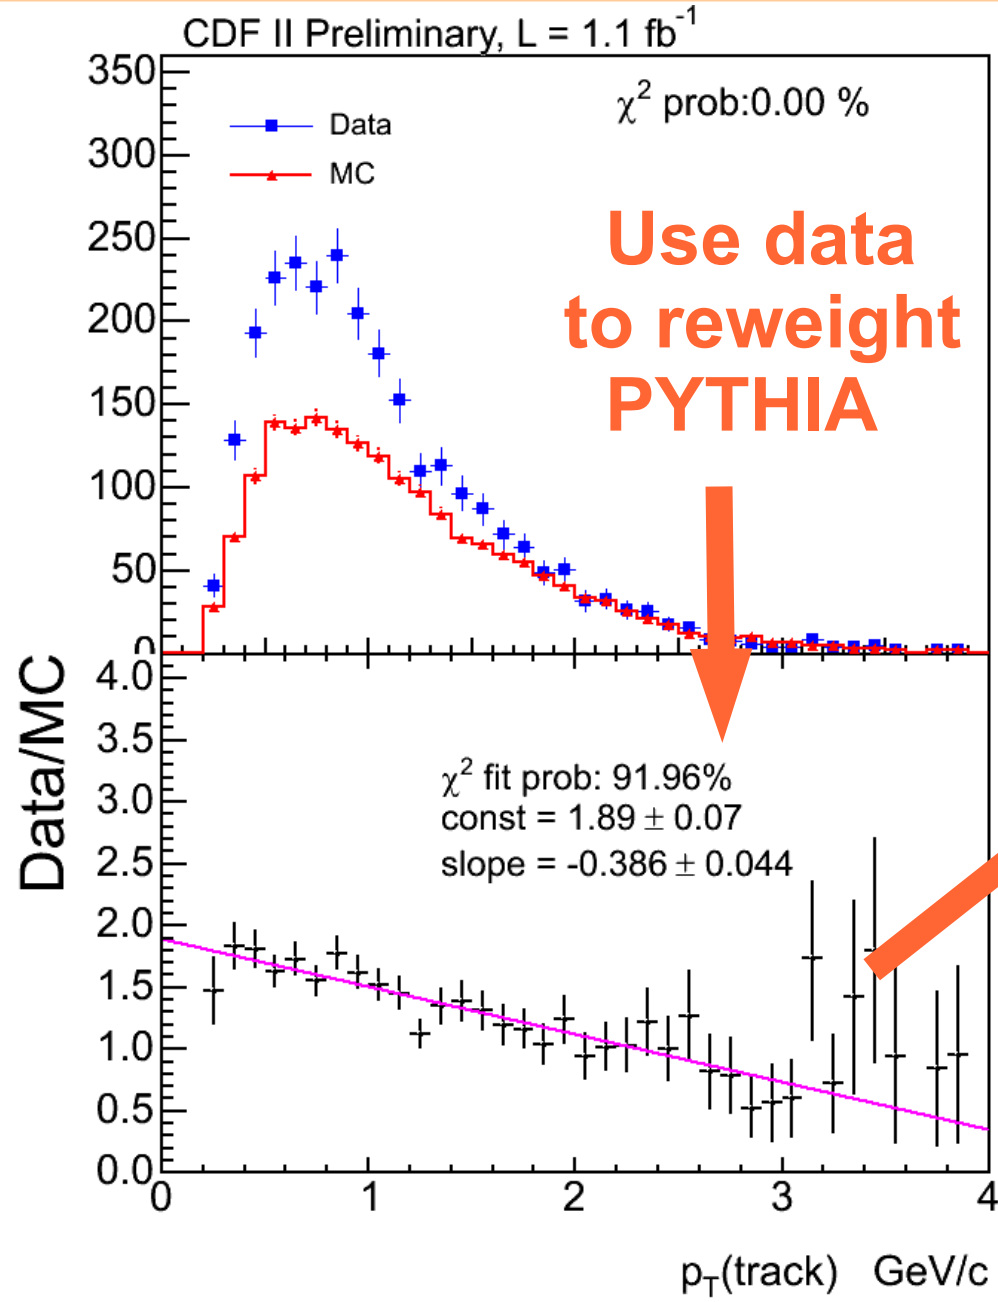 CDF II Preliminary, L = 1.1 fb⁻¹
350
300
250
200
150
100
50
0
Data
MC
χ² prob:0.00 %
Use data
to reweight
PYTHIA
Data/MC
4.0
3.5
3.0
2.5
2.0
1.5
1.0
0.5
0.0
χ² fit prob: 91.96%
const = 1.89 ± 0.07
slope = -0.386 ± 0.044
0 1 2 3 4
p_T(track) GeV/c